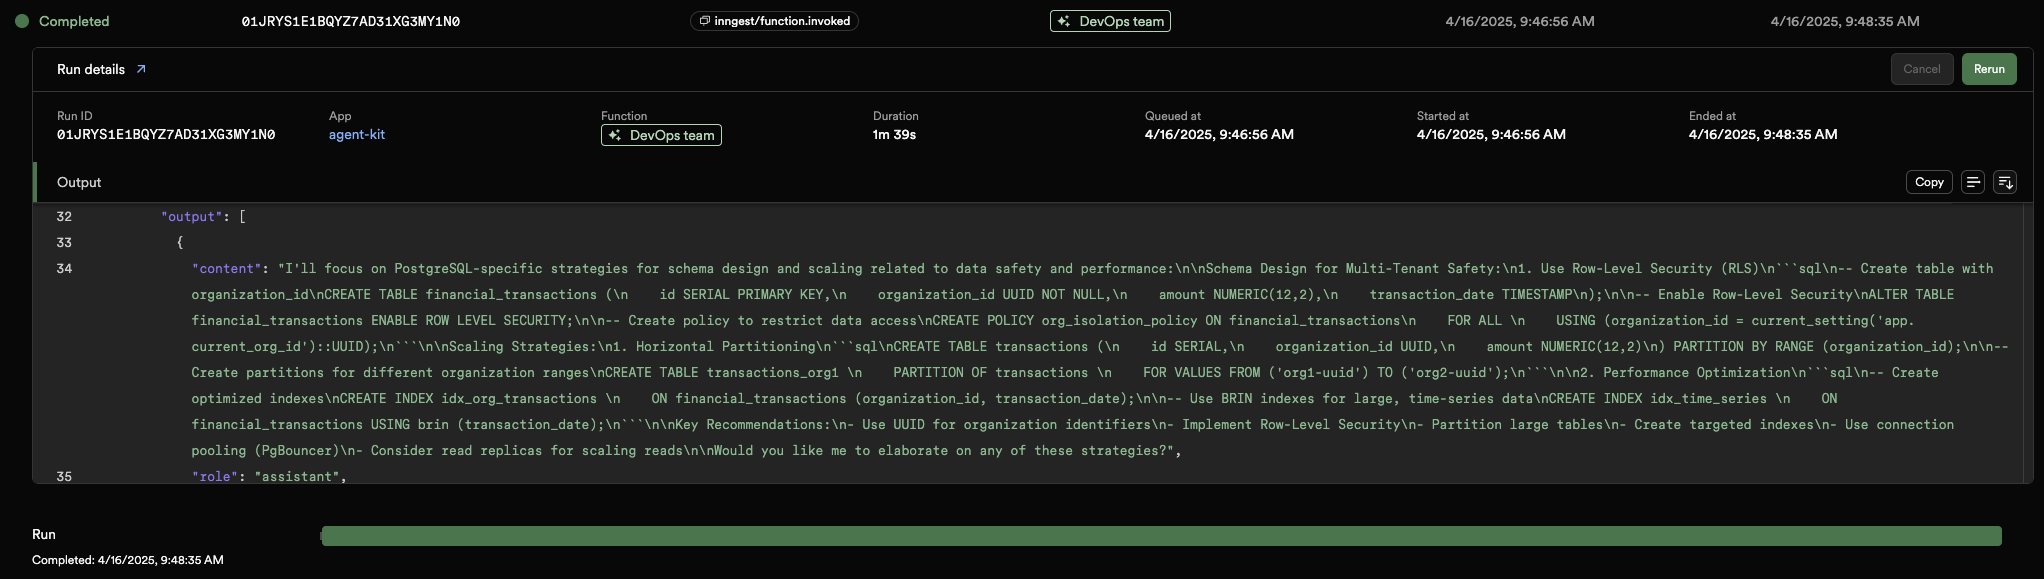 Completed 01JRYS1E1BQYZ7AD31XG3MY1N0 inngest/function.invoked DevOps team 4/16/2025, 9:46:56 AM 4/16/2025, 9:48:35 AM
Run details Cancel Rerun
Run ID App Function Duration Queued at Started at Ended at
01JRYS1E1BQYZ7AD31XG3MY1N0 agent-kit DevOps team 1m 39s 4/16/2025, 9:46:56 AM 4/16/2025, 9:46:56 AM 4/16/2025, 9:48:35 AM
Output Copy
32 "output": [
33 {
34 "content": "I'll focus on PostgreSQL-specific strategies for schema design and scaling related to data safety and performance:\n\nSchema Design for Multi-Tenant Safety:\n1. Use Row-Level Security (RLS)\n```sql\n-- Create table with
organization_id\nCREATE TABLE financial_transactions (\n    id SERIAL PRIMARY KEY,\n    organization_id UUID NOT NULL,\n    amount NUMERIC(12,2),\n    transaction_date TIMESTAMP\n);\n\n-- Enable Row-Level Security\nALTER TABLE
financial_transactions ENABLE ROW LEVEL SECURITY;\n\n-- Create policy to restrict data access\nCREATE POLICY org_isolation_policy ON financial_transactions\n    FOR ALL \n    USING (organization_id = current_setting('app.
current_org_id')::UUID);\n```\n\nScaling Strategies:\n1. Horizontal Partitioning\n```sql\nCREATE TABLE transactions (\n    id SERIAL,\n    organization_id UUID,\n    amount NUMERIC(12,2)\n) PARTITION BY RANGE (organization_id);\n\n--
Create partitions for different organization ranges\nCREATE TABLE transactions_org1 \n    PARTITION OF transactions \n    FOR VALUES FROM ('org1-uuid') TO ('org2-uuid');\n```\n\n2. Performance Optimization\n```sql\n-- Create
optimized indexes\nCREATE INDEX idx_org_transactions \n    ON financial_transactions (organization_id, transaction_date);\n\n-- Use BRIN indexes for large, time-series data\nCREATE INDEX idx_time_series \n    ON
financial_transactions USING brin (transaction_date);\n```\n\nKey Recommendations:\n- Use UUID for organization identifiers\n- Implement Row-Level Security\n- Partition large tables\n- Create targeted indexes\n- Use connection
pooling (PgBouncer)\n- Consider read replicas for scaling reads\n\nWould you like me to elaborate on any of these strategies?",
35 "role": "assistant",
Run
Completed: 4/16/2025, 9:48:35 AM